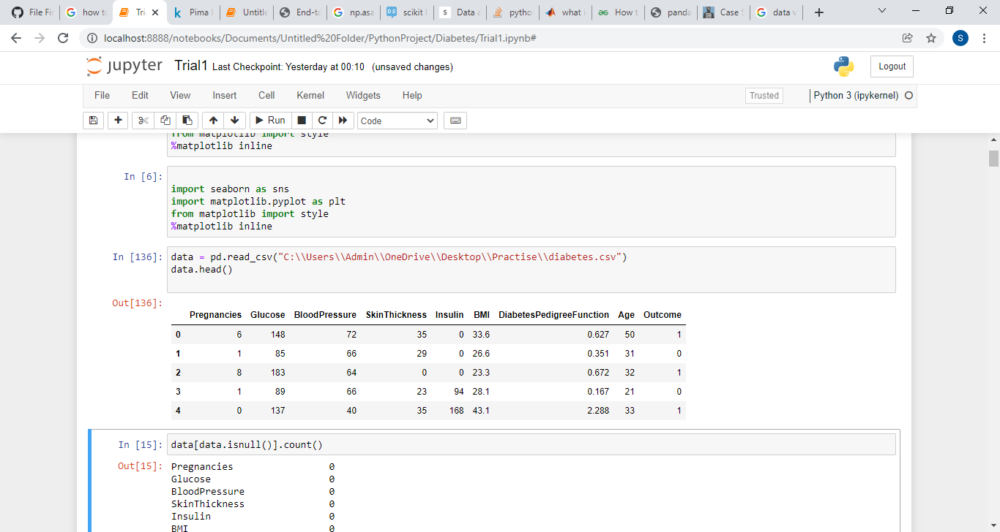 File Fi
how to
Tri
Pima
Untitle
End-to
np.asa
scikit l
Data a
pytho
what i
How t
panda
Case S
data v
localhost:8888/notebooks/Documents/Untitled%20Folder/PythonProject/Diabetes/Trial1.ipynb#
S
jupyter Trial1 Last Checkpoint: Yesterday at 00:10 (unsaved changes)
Logout
File Edit View Insert Cell Kernel Widgets Help
Trusted
Python 3 (ipykernel)
Run
Code
from matplotlib import style
%matplotlib inline
In [6]:
import seaborn as sns
import matplotlib.pyplot as plt
from matplotlib import style
%matplotlib inline
In [136]: data = pd.read_csv("C:\\Users\\Admin\\OneDrive\\Desktop\\Practise\\diabetes.csv")
data.head()
Out[136]:
Pregnancies Glucose BloodPressure SkinThickness Insulin BMI DiabetesPedigreeFunction Age Outcome
0 6 148 72 35 0 33.6 0.627 50 1
1 1 85 66 29 0 26.6 0.351 31 0
2 8 183 64 0 0 23.3 0.672 32 1
3 1 89 66 23 94 28.1 0.167 21 0
4 0 137 40 35 168 43.1 2.288 33 1
In [15]: data[data.isnull()].count()
Out[15]: Pregnancies 0
Glucose 0
BloodPressure 0
SkinThickness 0
Insulin 0
BMI 0